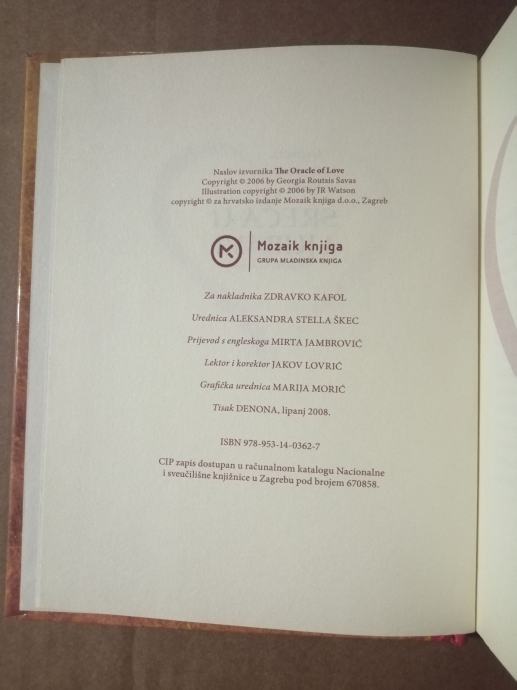 Naslov izvornika The Oracle of Love
Copyright © 2006 by Georgia Routsis Savas
Illustration copyright © 2006 by JR Watson
copyright © za hrvatsko izdanje Mozaik knjiga d.o.o., Zagreb
Mozaik knjiga
GRUPA MLADINSKA KNJIGA
Za nakladnika ZDRAVKO KAFOL
Urednica ALEKSANDRA STELLA ŠKEC
Prijevod s engleskoga MIRTA JAMBROVIĆ
Lektor i korektor JAKOV LOVRIĆ
Grafička urednica MARIJA MORIĆ
Tisak DENONA, lipanj 2008.
ISBN 978-953-14-0362-7
CIP zapis dostupan u računalnom katalogu Nacionalne
i sveučilišne knjižnice u Zagrebu pod brojem 670858.